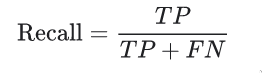 Recall = TP / (TP + FN)